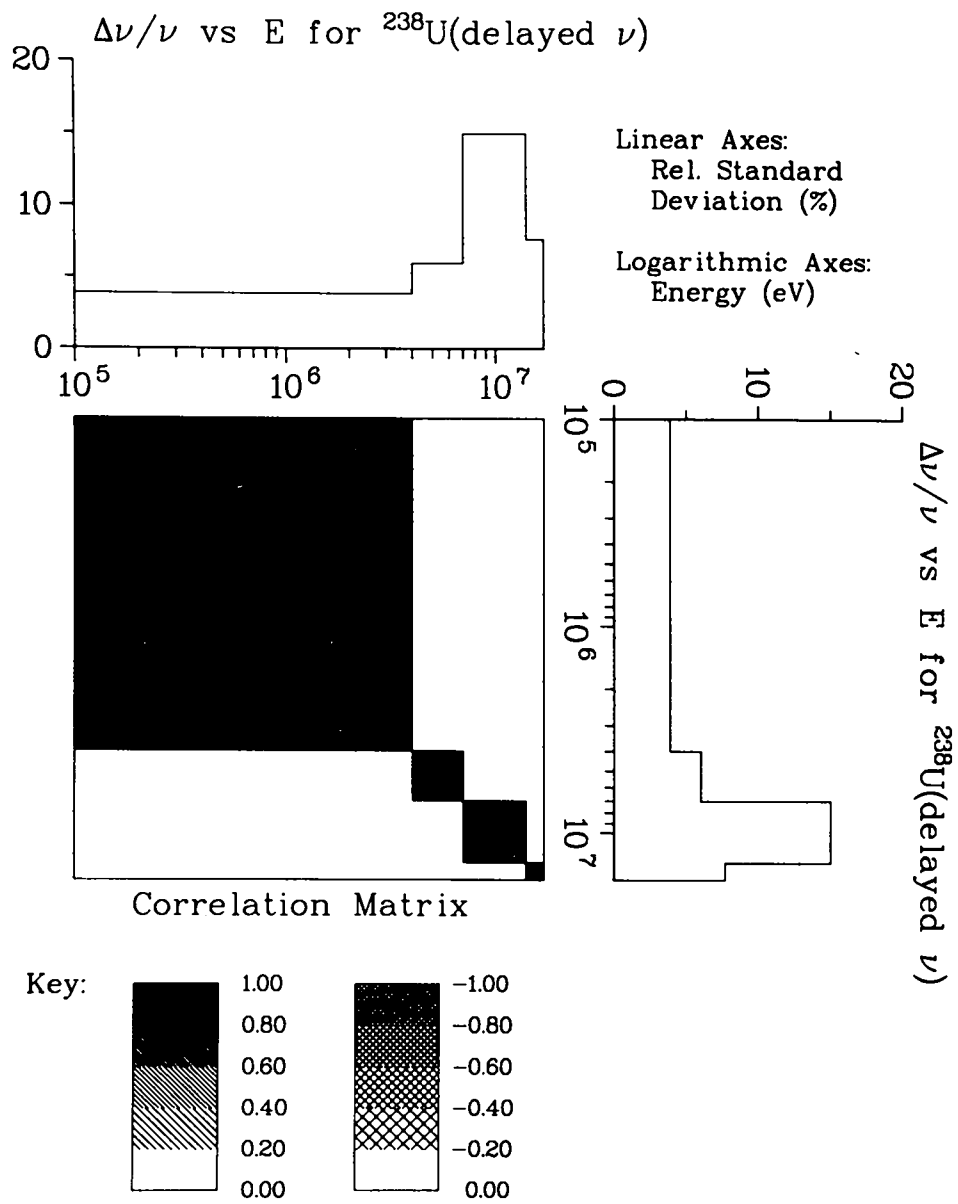 Δν/ν vs E for ²³⁸U(delayed ν)
20
10
0
10⁵
10⁶
10⁷
Linear Axes:
Rel. Standard
Deviation (%)
Logarithmic Axes:
Energy (eV)
0
10
20
10⁵
10⁶
10⁷
Δν/ν vs E for ²³⁸U(delayed ν)
Correlation Matrix
Key:
1.00
0.80
0.60
0.40
0.20
0.00
-1.00
-0.80
-0.60
-0.40
-0.20
0.00